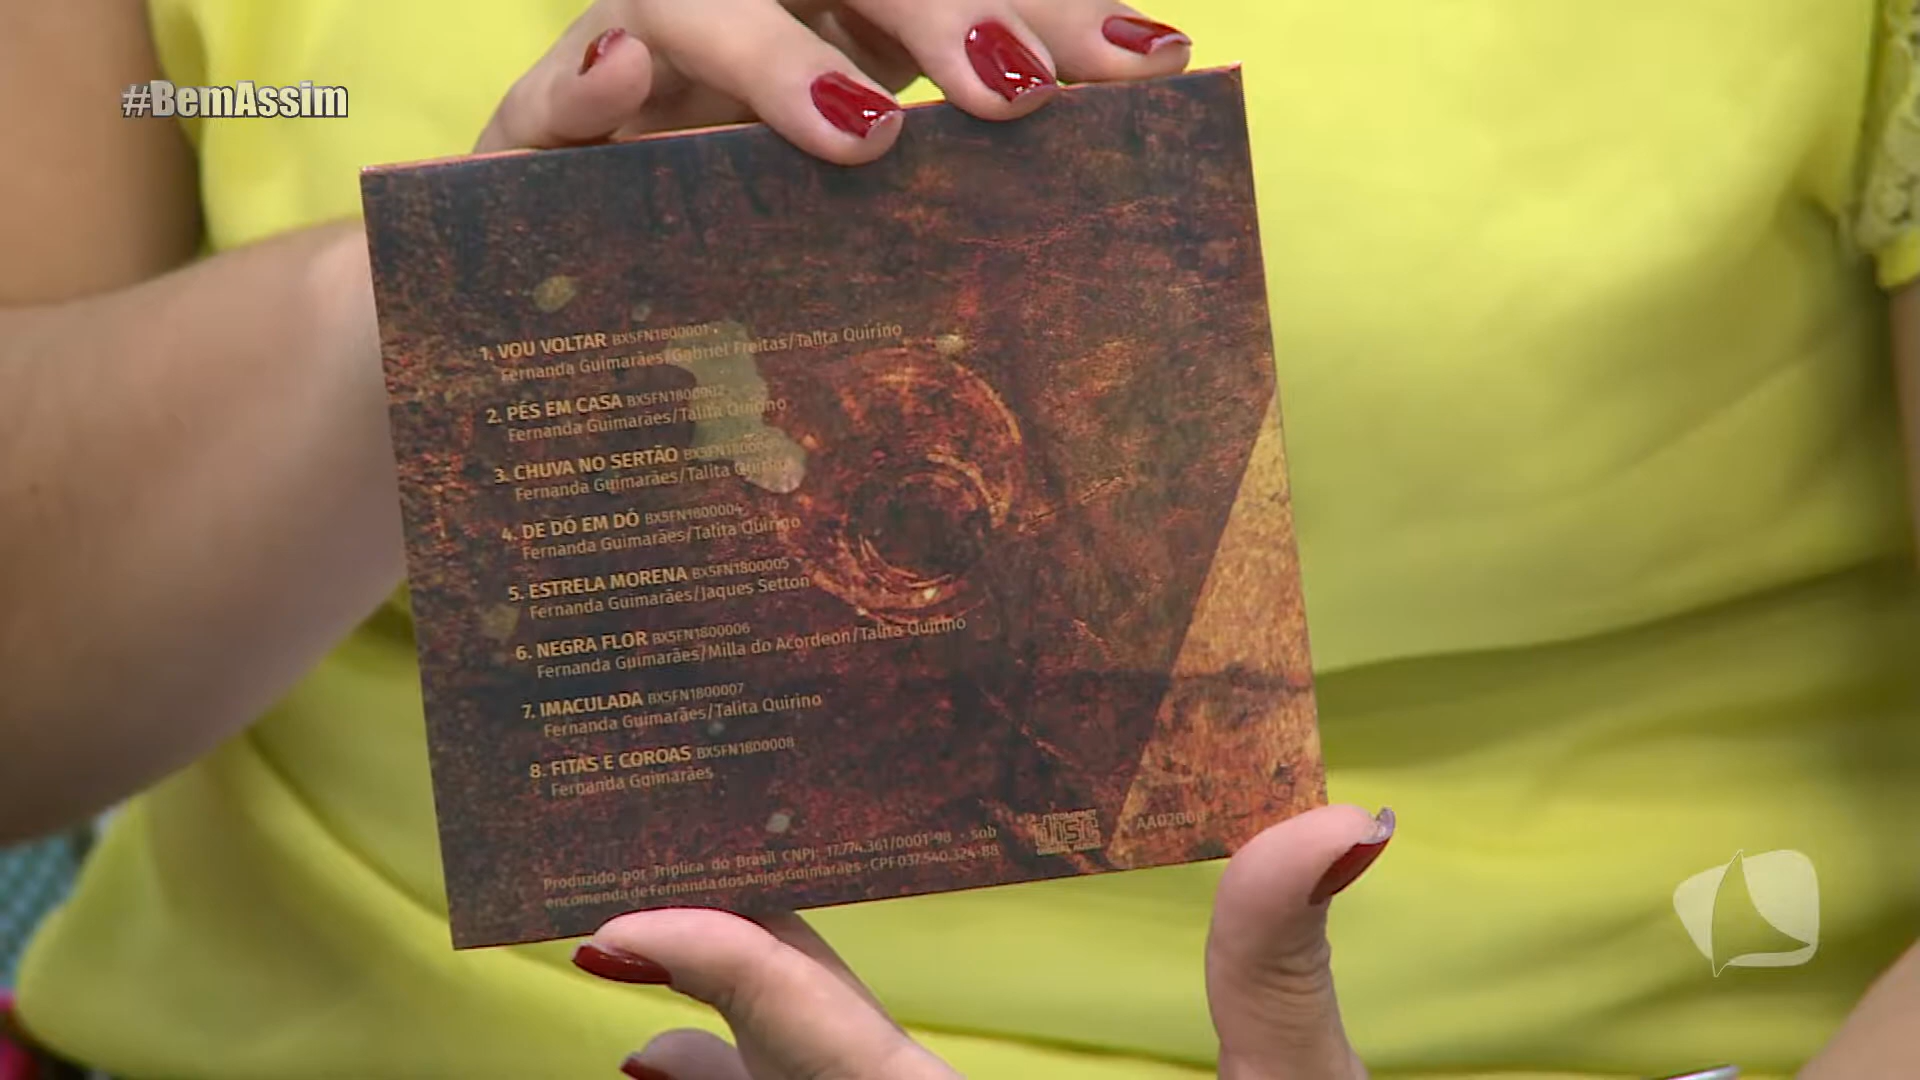 #BemAssim
1. VOU VOLTAR BX5FN1800001
Fernanda Guimarães/Gabriel Freitas/Talita Quirino
2. PÉS EM CASA BX5FN1800002
Fernanda Guimarães/Talita Quirino
3. CHUVA NO SERTÃO
Fernanda Guimarães/Talita Quirino
4. DE DÓ EM DÓ BX5FN1800004
Fernanda Guimarães/Talita Quirino
5. ESTRELA MORENA BX5FN1800005
Fernanda Guimarães/Jaques Setton
6. NEGRA FLOR BX5FN1800006
Fernanda Guimarães/Milla do Acordeon/Talita Quirino
7. IMACULADA BX5FN1800007
Fernanda Guimarães/Talita Quirino
8. FITAS E COROAS BX5FN1800008
Fernanda Guimarães
Produzido por Triplica do Brasil CNPJ: 17.774.361/0001-98 - sob
encomenda de Fernanda dos Anjos Guimarães - CPF 037.540.324-88
COMPACT
disc
DIGITAL AUDIO